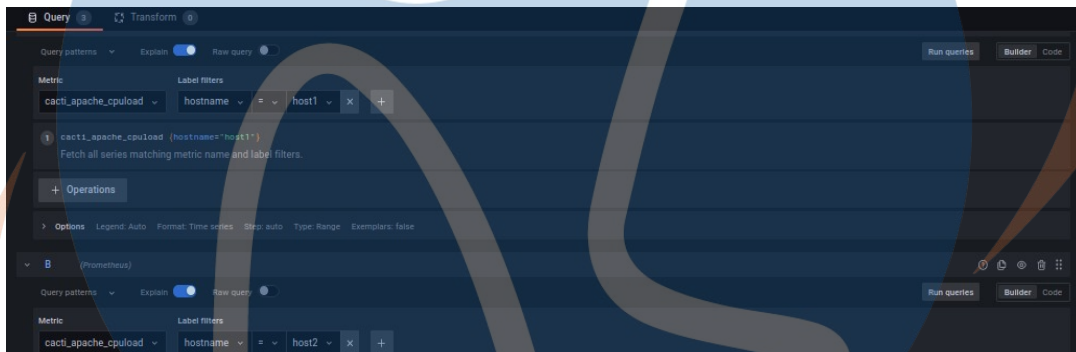 Query 3 Transform 0
Query patterns Explain Raw query Run queries Builder Code
Metric Label filters
cacti_apache_cpuload hostname = host1 × +
1 cacti_apache_cpuload {hostname="host1"}
Fetch all series matching metric name and label filters.
+ Operations
> Options Legend: Auto Format: Time series Step: auto Type: Range Exemplars: false
B (Prometheus)
Query patterns Explain Raw query Run queries Builder Code
Metric Label filters
cacti_apache_cpuload hostname = host2 × +